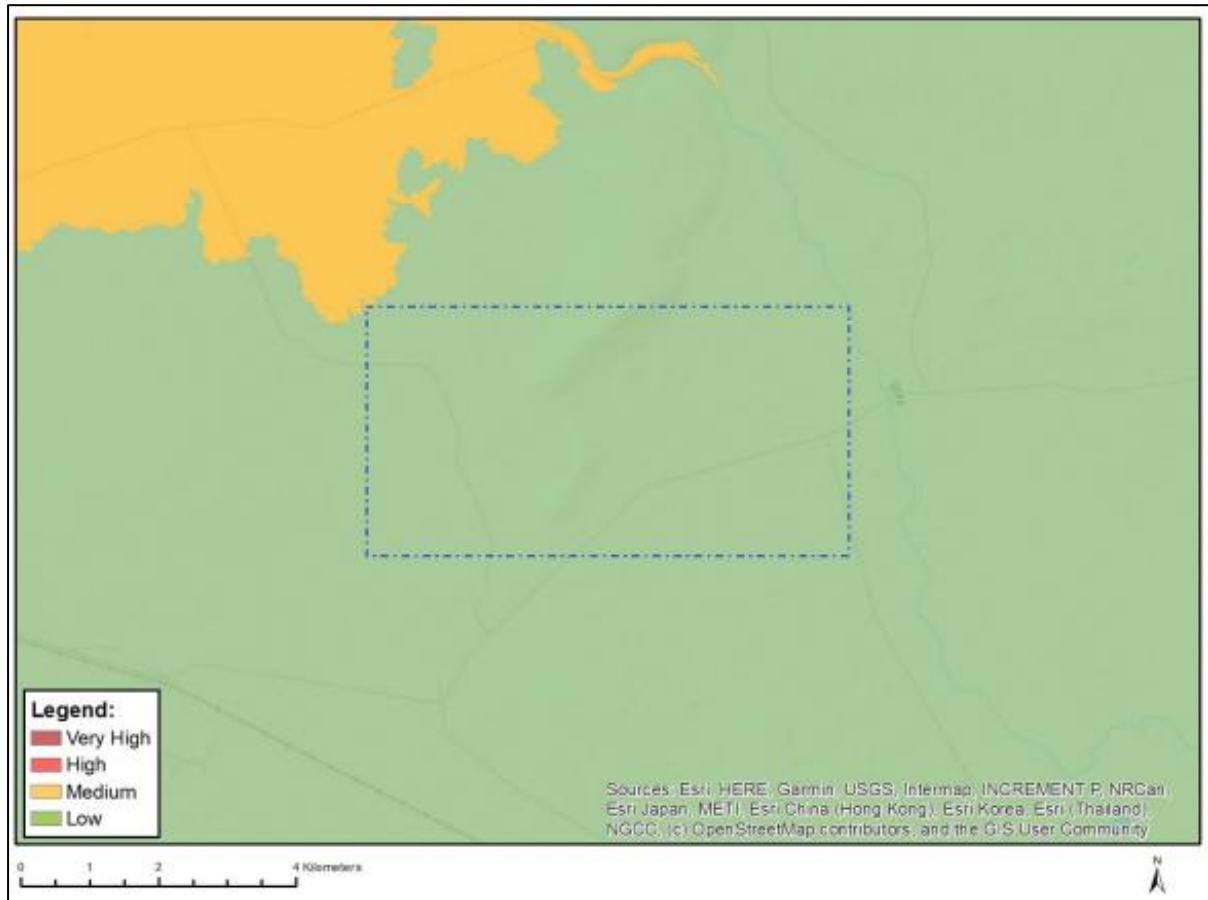 Legend:
Very High
High
Medium
Low
Sources: Esri, HERE, Garmin, USGS, Intermap, INCREMENT P, NRCan,
Esri Japan, METI, Esri China (Hong Kong), Esri Korea, Esri (Thailand),
NGCC, (c) OpenStreetMap contributors, and the GIS User Community
0 1 2 4 Kilometers
N